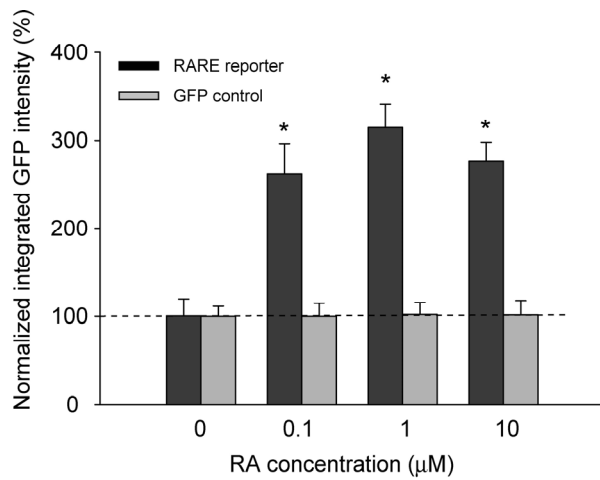 Normalized integrated GFP intensity (%)
400
300
200
100
0
RARE reporter
GFP control
*
*
*
0 0.1 1 10
RA concentration (μM)